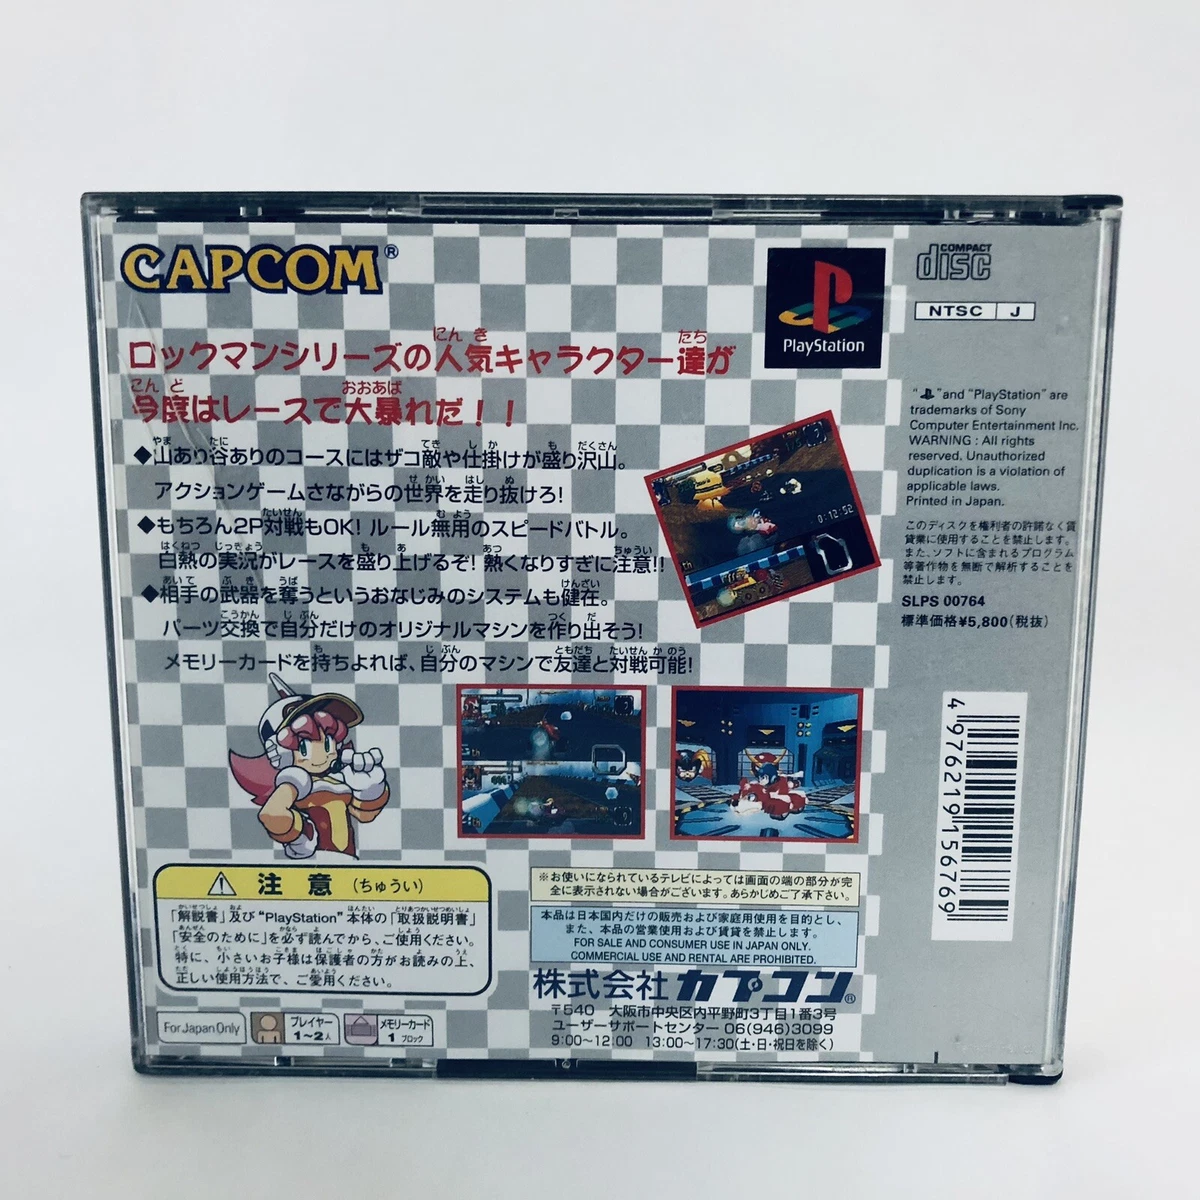 CAPCOM®
ロックマンシリーズの人気キャラクター達が
今度はレースで大暴れだ!!
◆山あり谷ありのコースにはザコ敵や仕掛けが盛り沢山。
アクションゲームさながらの世界を走り抜けろ!
◆もちろん2P対戦もOK! ルール無用のスピードバトル。
白熱の実況がレースを盛り上げるぞ! 熱くなりすぎに注意!!
◆相手の武器を奪うというおなじみのシステムも健在。
パーツ交換で自分だけのオリジナルマシンを作り出そう!
メモリーカードを持ちよれば、自分のマシンで友達と対戦可能!
0:12:52
PlayStation
COMPACT
disc
NTSC J
“ ” and “PlayStation” are
trademarks of Sony
Computer Entertainment Inc.
WARNING : All rights
reserved. Unauthorized
duplication is a violation of
applicable laws.
Printed in Japan.
このディスクを権利者の許諾なく賃
貸業に使用することを禁止します。
また、ソフトに含まれるプログラム
等著作物を無断で解析することを
禁止します。
SLPS 00764
標準価格¥5,800(税抜)
4 976219 156769
注意(ちゅうい)
「解説書」及び“PlayStation”本体の「取扱説明書」
「安全のために」を必ず読んでから、ご使用ください。
特に、小さいお子様は保護者の方がお読みの上、
正しい使用方法で、ご愛用ください。
※お使いになられているテレビによっては画面の端の部分が完
全に表示されない場合がございます。あらかじめご了承下さい。
本品は日本国内だけの販売および家庭用使用を目的とし、
また、本品の営業使用および賃貸を禁止します。
FOR SALE AND CONSUMER USE IN JAPAN ONLY.
COMMERCIAL USE AND RENTAL ARE PROHIBITED.
株式会社カプコン®
〒540 大阪市中央区内平野町3丁目1番3号
ユーザーサポートセンター 06(946)3099
9:00〜12:00 13:00〜17:30(土・日・祝日を除く)
For Japan Only
プレイヤー
1〜2人
メモリーカード
1 ブロック